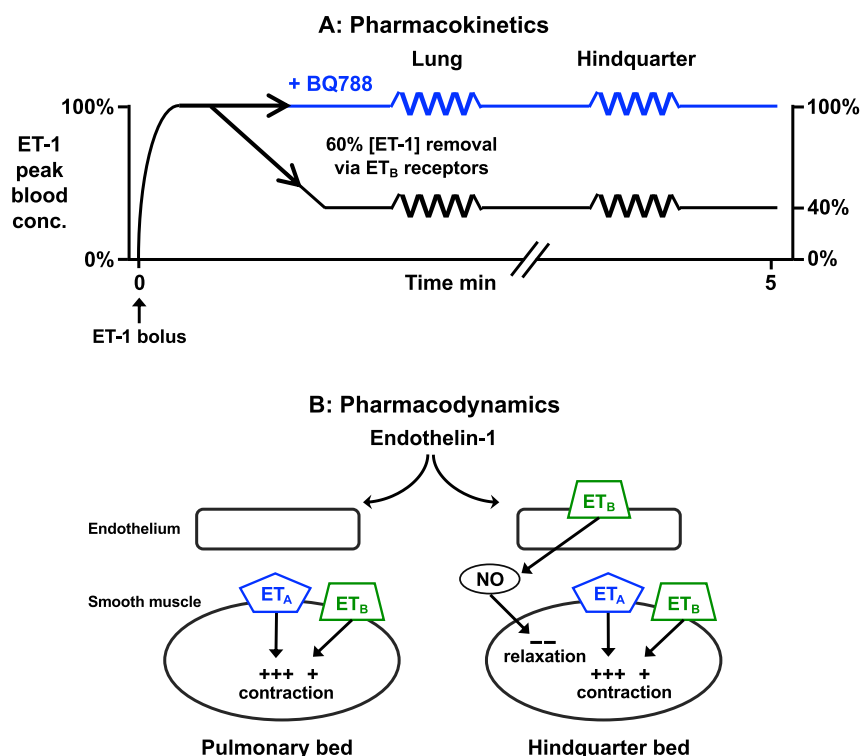 A: Pharmacokinetics
Lung
Hindquarter
+ BQ788
100%
100%
ET-1
peak
blood
conc.
60% [ET-1] removal
via ETB receptors
40%
0%
0%
0
Time min
5
ET-1 bolus
B: Pharmacodynamics
Endothelin-1
Endothelium
ETB
NO
Smooth muscle
ETA
ETB
ETA
ETB
+++ +
contraction
– –
relaxation
+++ +
contraction
Pulmonary bed
Hindquarter bed